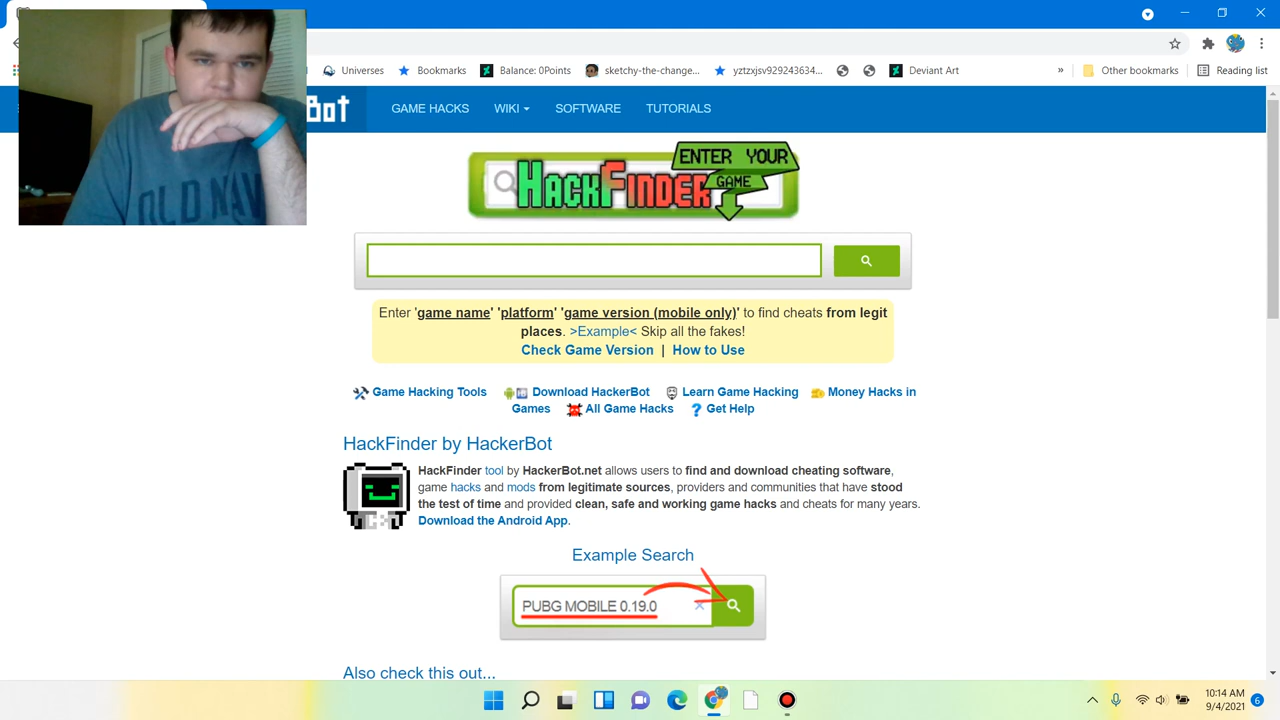 Universes
Bookmarks
sketchy-the-change...
yztzxjsv929243634...
Deviant Art
»
Other bookmarks
Reading list
Bot
GAME HACKS
WIKI
SOFTWARE
TUTORIALS
ENTER YOUR
GAME
HACKFINDER
Enter 'game name' 'platform' 'game version (mobile only)' to find cheats from legit
places. >Example< Skip all the fakes!
Check Game Version | How to Use
Game Hacking Tools Download HackerBot Learn Game Hacking Money Hacks in
Games All Game Hacks Get Help
HackFinder by HackerBot
HackFinder tool by HackerBot.net allows users to find and download cheating software,
game hacks and mods from legitimate sources, providers and communities that have stood
the test of time and provided clean, safe and working game hacks and cheats for many years.
Download the Android App.
Example Search
PUBG MOBILE 0.19.0
Also check this out...
OLD NAV
10:14 AM
9/4/2021
6